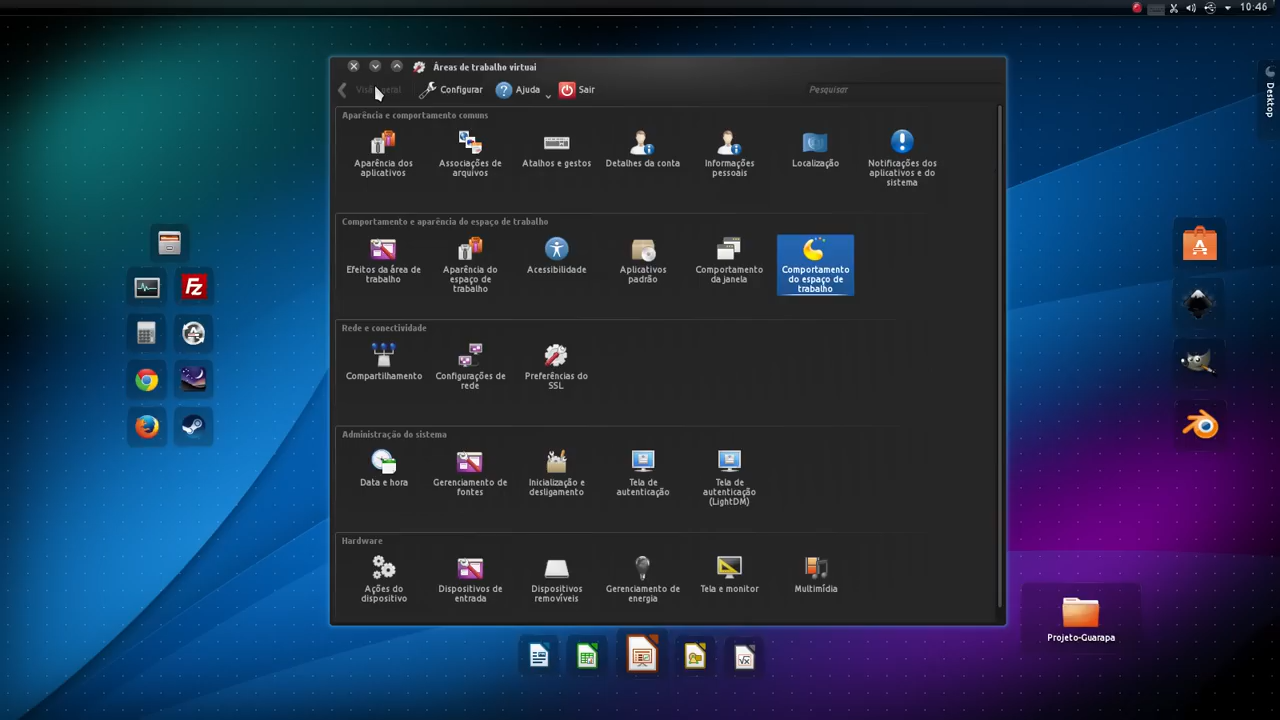 10:46
Áreas de trabalho virtuai
Visão geral
Configurar
Ajuda
Sair
Pesquisar
Desktop
Aparência e comportamento comuns
Aparência dos
aplicativos
Associações de
arquivos
Atalhos e gestos
Detalhes da conta
Informações
pessoais
Localização
Notificações dos
aplicativos e do
sistema
Comportamento e aparência do espaço de trabalho
Efeitos da área de
trabalho
Aparência do
espaço de
trabalho
Acessibilidade
Aplicativos
padrão
Comportamento
da janela
Comportamento
do espaço de
trabalho
Rede e conectividade
Compartilhamento
Configurações de
rede
Preferências do
SSL
Administração do sistema
Data e hora
Gerenciamento de
fontes
Inicialização e
desligamento
Tela de
autenticação
Tela de
autenticação
(LightDM)
Hardware
Ações do
dispositivo
Dispositivos de
entrada
Dispositivos
removíveis
Gerenciamento de
energia
Tela e monitor
Multimídia
Projeto-Guarapa